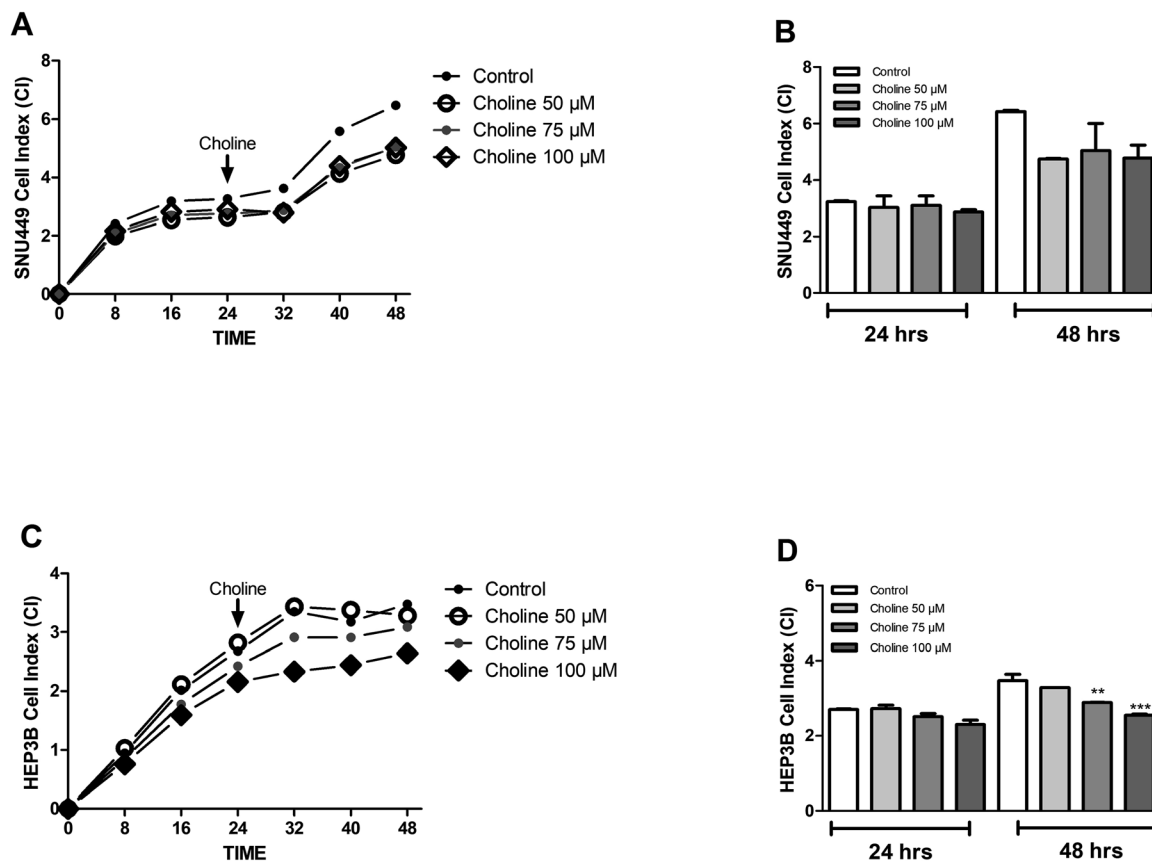 A
SNU449 Cell Index (CI)
8
6
4
2
0
0 8 16 24 32 40 48
TIME
Choline
Control
Choline 50 µM
Choline 75 µM
Choline 100 µM
B
SNU449 Cell Index (CI)
8
6
4
2
0
Control
Choline 50 µM
Choline 75 µM
Choline 100 µM
24 hrs 48 hrs
C
HEP3B Cell Index (CI)
4
3
2
1
0
0 8 16 24 32 40 48
TIME
Choline
Control
Choline 50 µM
Choline 75 µM
Choline 100 µM
D
HEP3B Cell Index (CI)
6
4
2
0
Control
Choline 50 µM
Choline 75 µM
Choline 100 µM
** ***
24 hrs 48 hrs